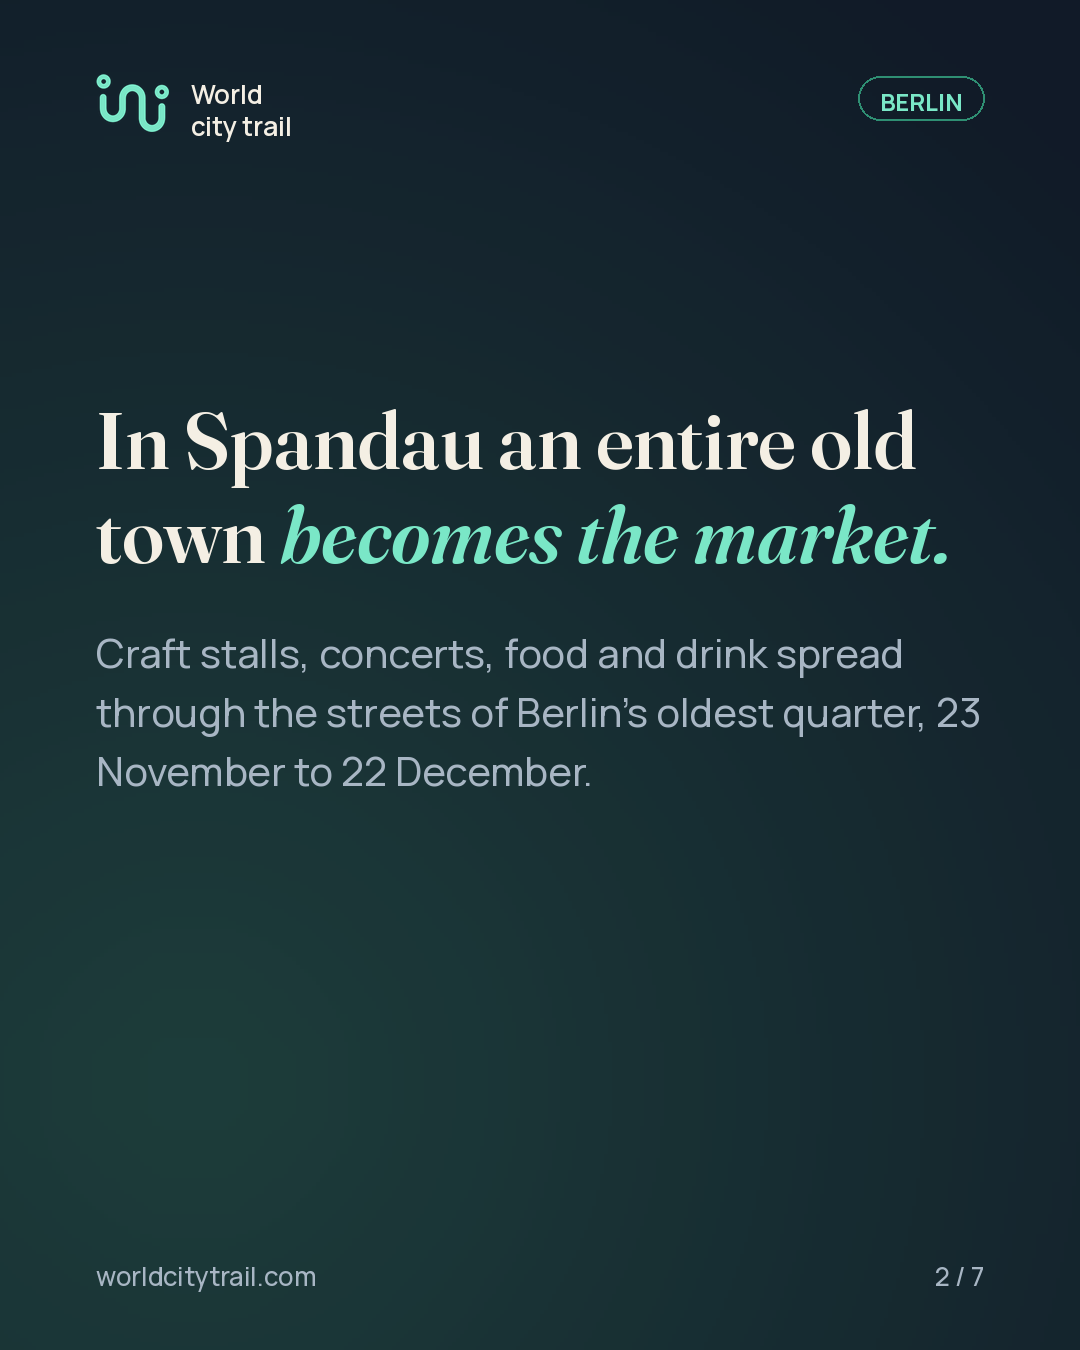 World
city trail
BERLIN
In Spandau an entire old
town becomes the market.
Craft stalls, concerts, food and drink spread
through the streets of Berlin’s oldest quarter, 23
November to 22 December.
worldcitytrail.com
2 / 7